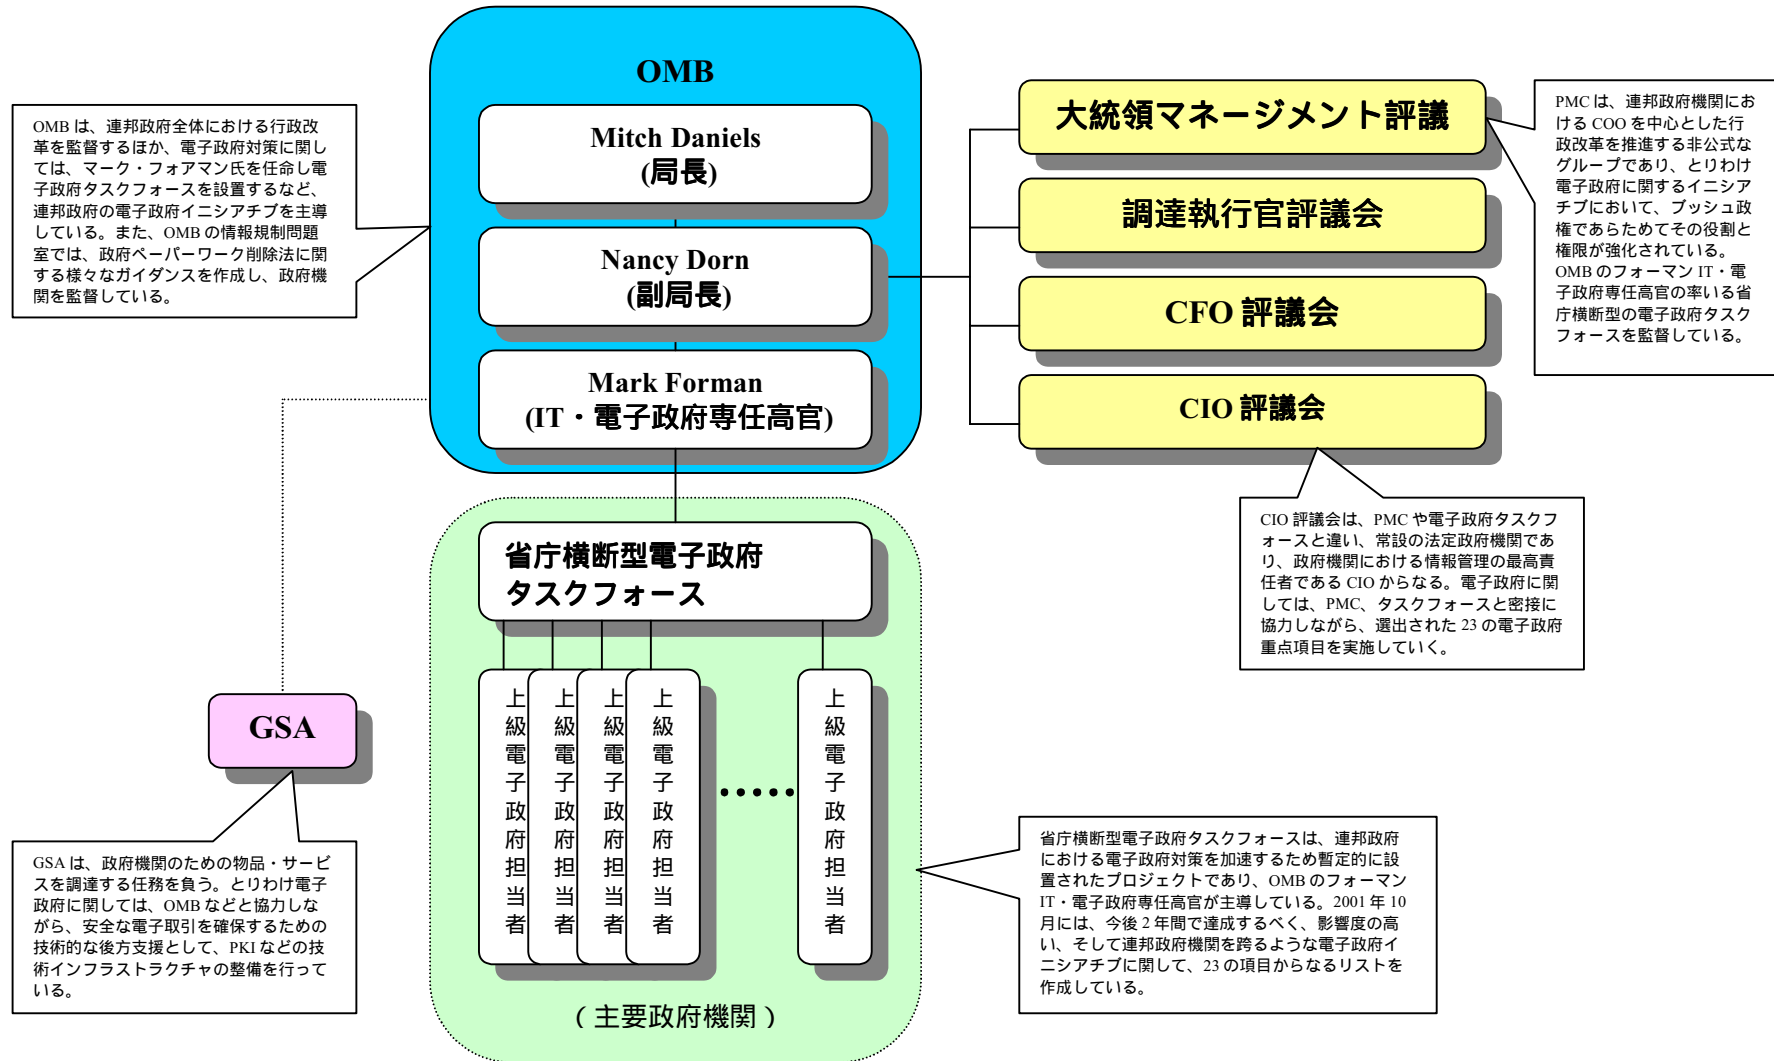 OMB
Mitch Daniels
(局長)
Nancy Dorn
(副局長)
Mark Forman
(IT・電子政府専任高官)
OMB は、連邦政府全体における行政改
革を監督するほか、電子政府対策に関し
ては、マーク・フォアマン氏を任命し電
子政府タスクフォースを設置するなど、
連邦政府の電子政府イニシアチブを主導
している。また、OMB の情報規制問題
室では、政府ペーパーワーク削除法に関
する様々なガイダンスを作成し、政府機
関を監督している。
大統領マネージメント評議
調達執行官評議会
CFO 評議会
CIO 評議会
PMC は、連邦政府機関にお
ける COO を中心とした行
政改革を推進する非公式な
グループであり、とりわけ
電子政府に関するイニシア
チブにおいて、ブッシュ政
権であらためてその役割と
権限が強化されている。
OMB のフォーマン IT・電
子政府専任高官の率いる省
庁横断型の電子政府タスク
フォースを監督している。
CIO 評議会は、PMC や電子政府タスクフ
ォースと違い、常設の法定政府機関であ
り、政府機関における情報管理の最高責
任者である CIO からなる。電子政府に関
しては、PMC、タスクフォースと密接に
協力しながら、選出された 23 の電子政府
重点項目を実施していく。
省庁横断型電子政府
タスクフォース
上級電子政府担当者
上級電子政府担当者
上級電子政府担当者
上級電子政府担当者
・・・・・
上級電子政府担当者
(主要政府機関)
GSA
GSA は、政府機関のための物品・サービ
スを調達する任務を負う。とりわけ電子
政府に関しては、OMB などと協力しな
がら、安全な電子取引を確保するための
技術的な後方支援として、PKI などの技
術インフラストラクチャの整備を行って
いる。
省庁横断型電子政府タスクフォースは、連邦政府
における電子政府対策を加速するため暫定的に設
置されたプロジェクトであり、OMB のフォーマン
IT・電子政府専任高官が主導している。2001 年 10
月には、今後 2 年間で達成するべく、影響度の高
い、そして連邦政府機関を跨るような電子政府イ
ニシアチブに関して、23 の項目からなるリストを
作成している。